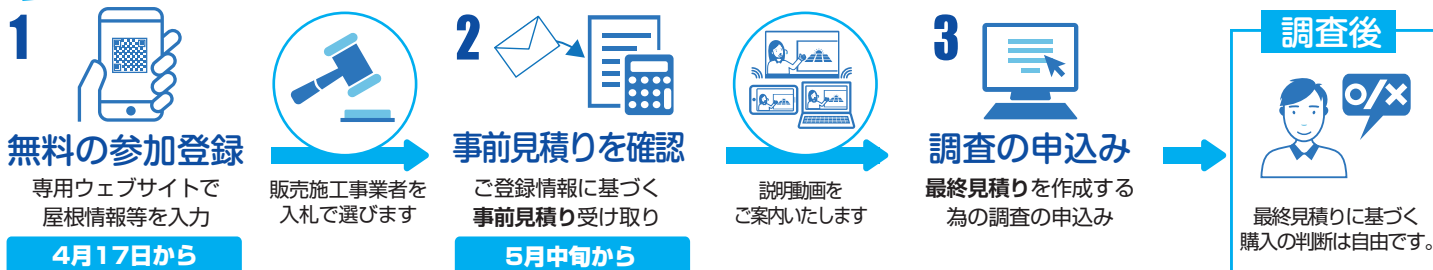 1
無料の参加登録
専用ウェブサイトで
屋根情報等を入力
4月17日から
販売施工事業者を
入札で選びます
2
事前見積りを確認
ご登録情報に基づく
事前見積り受け取り
5月中旬から
説明動画を
ご案内いたします
3
調査の申込み
最終見積りを作成する
為の調査の申込み
調査後
o/×
最終見積りに基づく
購入の判断は自由です。